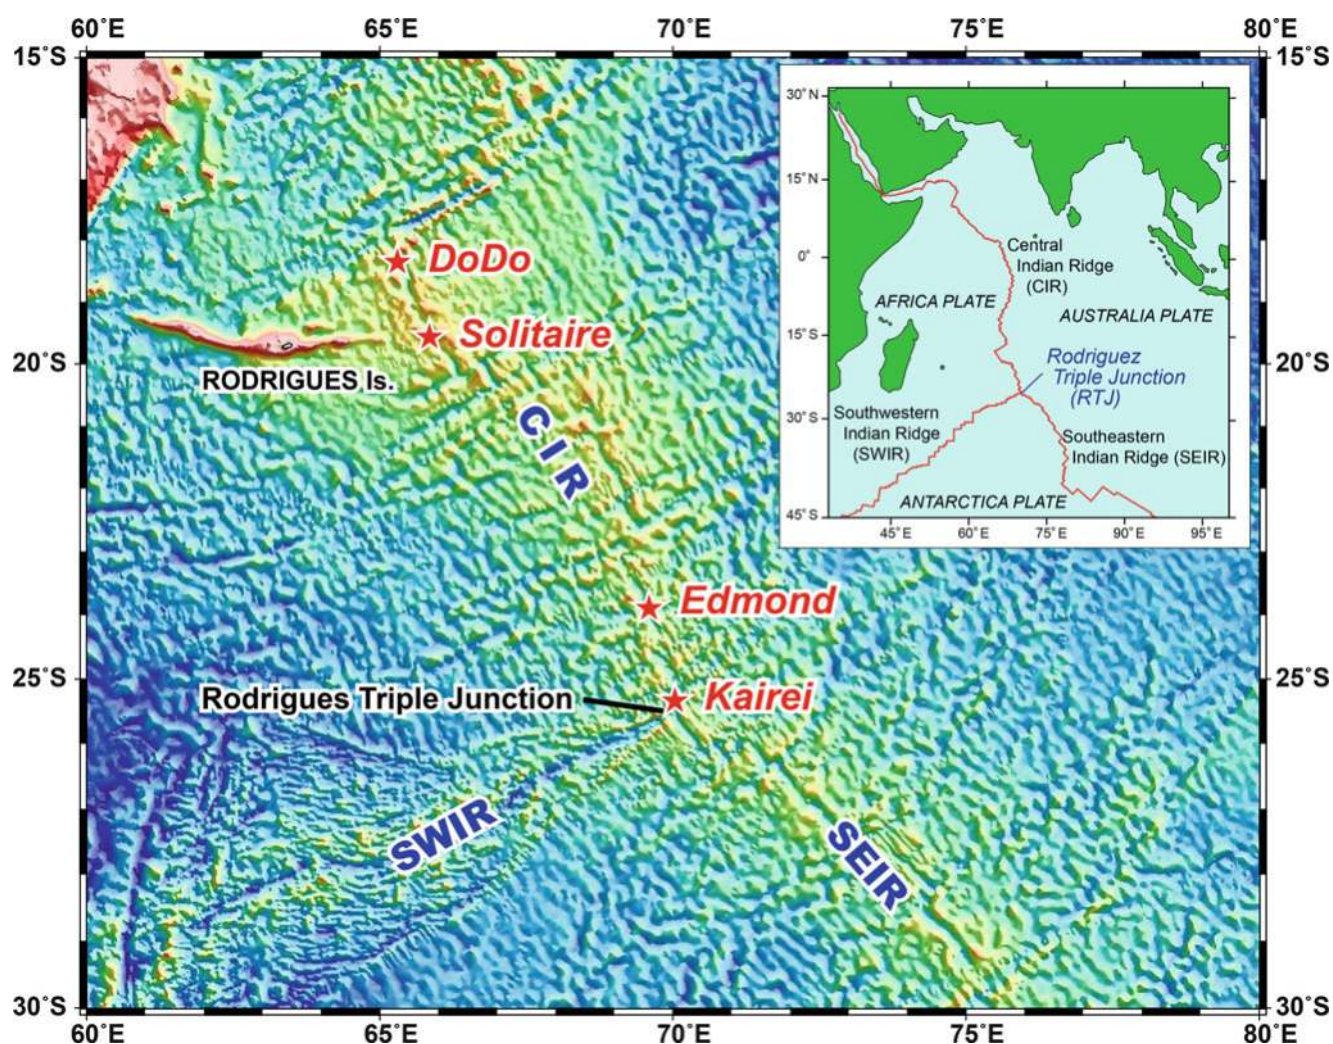 60°E 65°E 70°E 75°E 80°E
15°S 15°S
30°N
15°N
0°
15°S
30°S
45°S
45°E 60°E 75°E 90°E 95°E
Central
Indian Ridge
(CIR)
AFRICA PLATE
AUSTRALIA PLATE
Rodriguez
Triple Junction
(RTJ)
Southwestern
Indian Ridge
(SWIR)
Southeastern
Indian Ridge (SEIR)
ANTARCTICA PLATE
DoDo
Solitaire
20°S 20°S
RODRIGUES Is.
CIR
Edmond
25°S 25°S
Rodrigues Triple Junction
Kairei
SWIR
SEIR
30°S 30°S
60°E 65°E 70°E 75°E 80°E